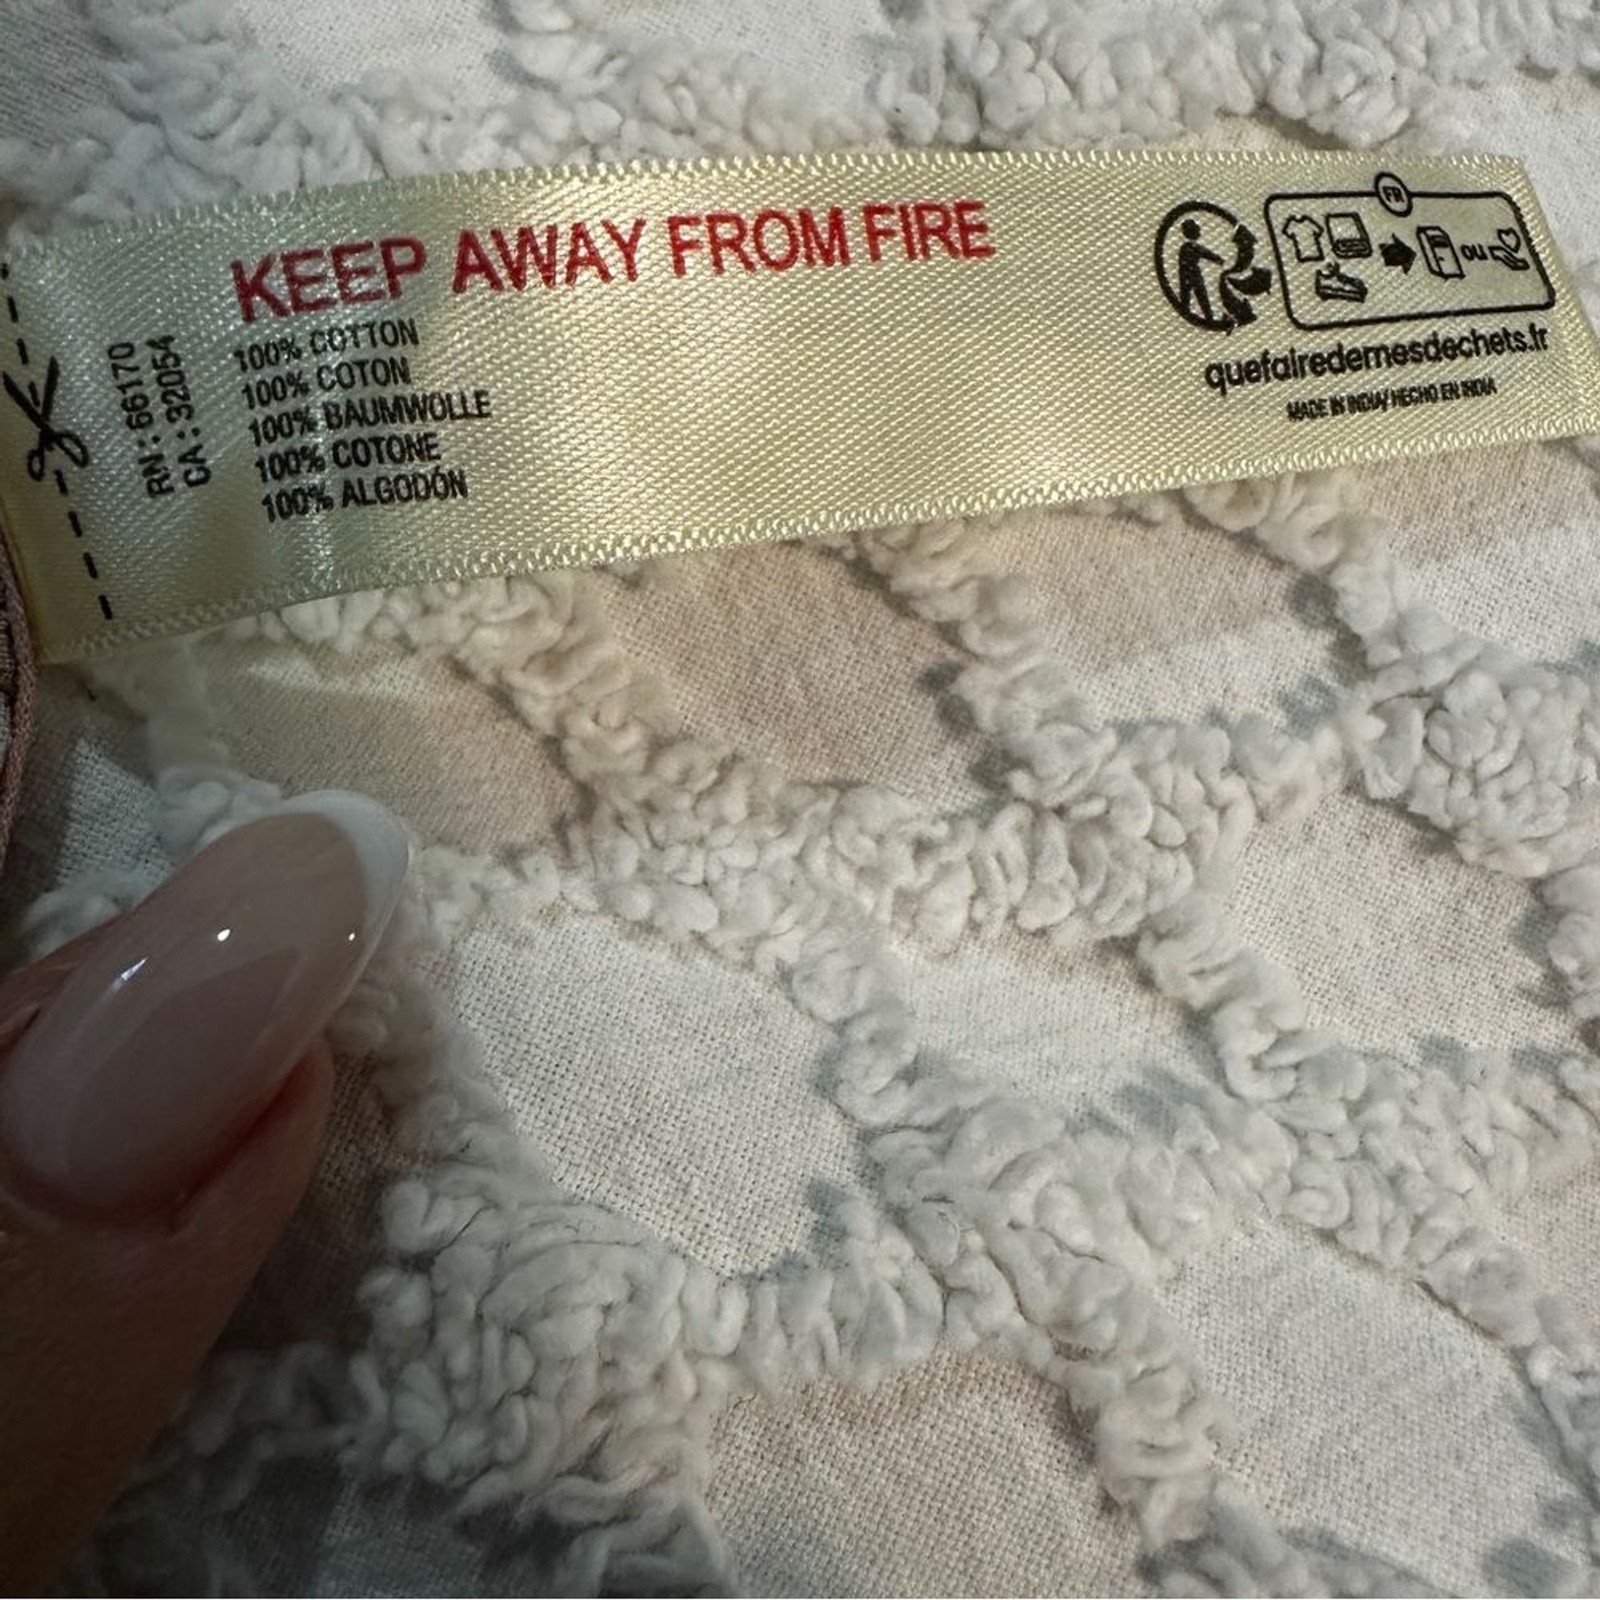 KEEP AWAY FROM FIRE
RN : 66170
CA : 32054
100% COTTON
100% COTON
100% BAUMWOLLE
100% COTONE
100% ALGODÓN
FR
OU
quefairedemesdechets.fr
MADE IN INDIA/ HECHO EN INDIA